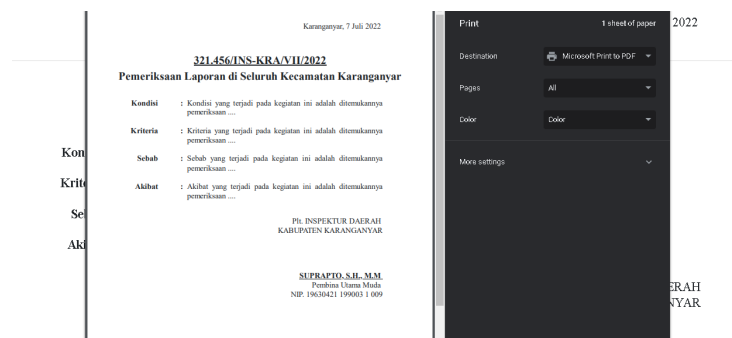 Karanganyar, 7 Juli 2022
321.456/INS-KRA/VII/2022
Pemeriksaan Laporan di Seluruh Kecamatan Karanganyar
Kondisi : Kondisi yang terjadi pada kegiatan ini adalah ditemukannya
pemeriksaan ....
Kriteria : Kriteria yang terjadi pada kegiatan ini adalah ditemukannya
pemeriksaan ....
Sebab : Sebab yang terjadi pada kegiatan ini adalah ditemukannya
pemeriksaan ....
Akibat : Akibat yang terjadi pada kegiatan ini adalah ditemukannya
pemeriksaan ....
Plt. INSPEKTUR DAERAH
KABUPATEN KARANGANYAR
SUPRAPTO, S.H., M.M
Pembina Utama Muda
NIP. 19630421 199003 1 009
Print 1 sheet of paper
Destination Microsoft Print to PDF
Pages All
Color Color
More settings
2022
Kon
Krite
Se
Aki
ERAH
NYAR